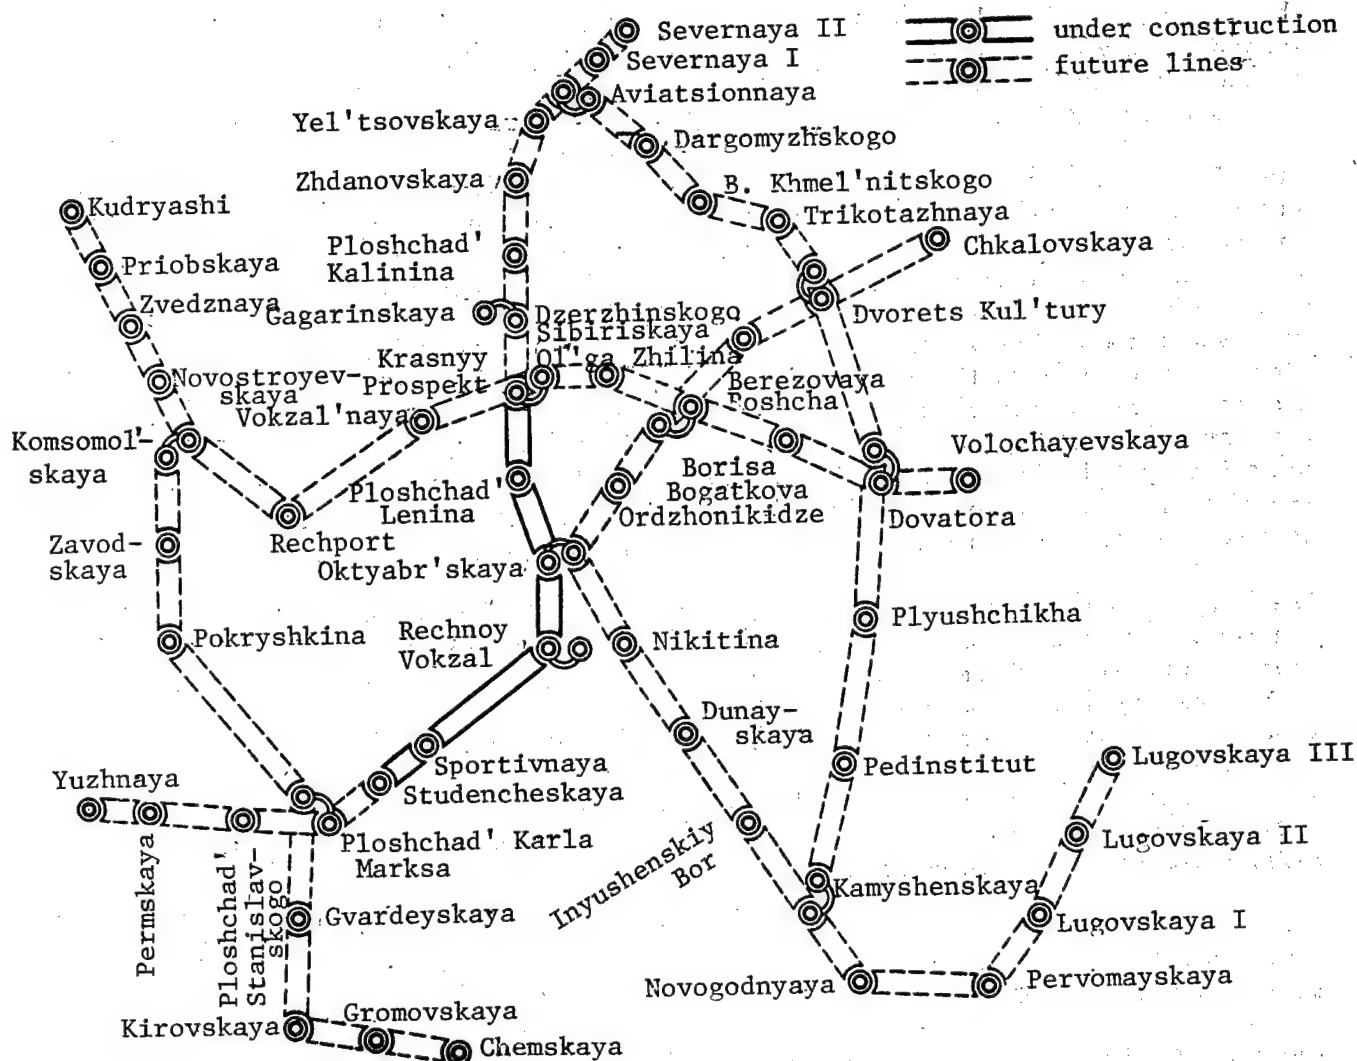 Severnaya II
under construction
Severnaya I
future lines
Aviatsionnaya
Yel'tsovskaya
Dargomyzhskogo
Zhdanovskaya
B. Khmel'nitskogo
Kudryashi
Trikotazhnaya
Ploshchad'
Kalinina
Chkalovskaya
Priobskaya
Zvedznaya
Gagarinskaya
Dzerzhinskogo
Sibiriskaya
Dvorets Kul'tury
Krasnyy
Prospekt
Ol'ga Zhilina
Novostroyev-
skaya
Berezovaya
Roshcha
Vokzal'naya
Komsomol'-
skaya
Volochayevskaya
Ploshchad'
Lenina
Borisa
Bogatkova
Ordzhonikidze
Dovatora
Zavod-
skaya
Rechport
Oktyabr'skaya
Plyushchikha
Pokryshkina
Rechnoy
Vokzal
Nikitina
Dunay-
skaya
Sportivnaya
Studencheskaya
Pedinstitut
Lugovskaya III
Yuzhnaya
Ploshchad' Karla
Marksa
Inyushenskiy
Bor
Lugovskaya II
Permskaya
Ploshchad'
Stanislav-
skogo
Kamyshenskaya
Gvardeyskaya
Lugovskaya I
Novogodnyaya
Pervomayskaya
Kirovskaya
Gromovskaya
Chemskaya